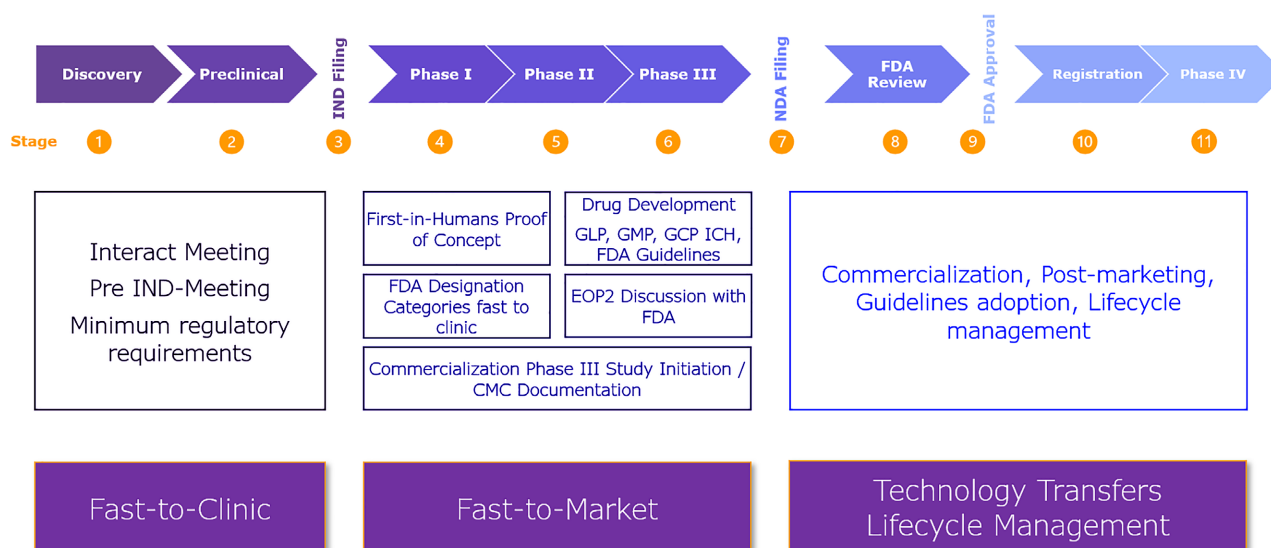 Discovery
Preclinical
IND Filing
Phase I
Phase II
Phase III
NDA Filing
FDA
Review
FDA Approval
Registration
Phase IV
Stage
1
2
3
4
5
6
7
8
9
10
11
Interact Meeting
Pre IND-Meeting
Minimum regulatory
requirements
First-in-Humans Proof
of Concept
Drug Development
GLP, GMP, GCP ICH,
FDA Guidelines
FDA Designation
Categories fast to
clinic
EOP2 Discussion with
FDA
Commercialization Phase III Study Initiation /
CMC Documentation
Commercialization, Post-marketing,
Guidelines adoption, Lifecycle
management
Fast-to-Clinic
Fast-to-Market
Technology Transfers
Lifecycle Management